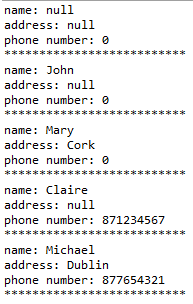 name: null
address: null
phone number: 0
**************************
name: John
address: null
phone number: 0
**************************
name: Mary
address: Cork
phone number: 0
**************************
name: Claire
address: null
phone number: 871234567
**************************
name: Michael
address: Dublin
phone number: 877654321
**************************